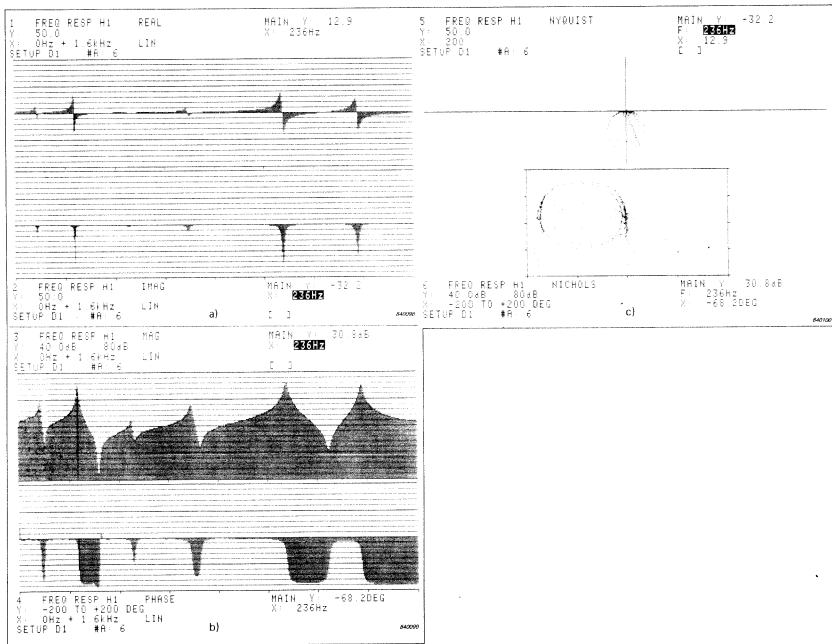 1 FREQ RESP H1 REAL MAIN Y: 12.9
Y: 50.0 X: 236Hz
X: 0Hz + 1.6kHz LIN
SETUP D1 #A: 6
2 FREQ RESP H1 IMAG MAIN Y: -32.2
Y: 50.0 X: 236Hz
X: 0Hz + 1.6kHz LIN
SETUP D1 #A: 6 a) [ ] 840098
3 FREQ RESP H1 MAG MAIN Y: 30.8dB
Y: 40.0dB 80dB X: 236Hz
X: 0Hz + 1.6kHz LIN
SETUP D1 #A: 6 [ ]
4 FREQ RESP H1 PHASE MAIN Y: -68.2DEG
Y: -200 TO +200 DEG X: 236Hz
X: 0Hz + 1.6kHz LIN
SETUP D1 #A: 6 b) 840099
5 FREQ RESP H1 NYQUIST MAIN Y: -32.2
Y: 50.0 F: 236Hz
X: 200 X: 12.9
SETUP D1 #A: 6 [ ]
6 FREQ RESP H1 NICHOLS MAIN Y: 30.8dB
Y: 40.0dB 80dB F: 236Hz
X: -200 TO +200 DEG X: -68.2DEG
SETUP D1 #A: 6 c) 840100